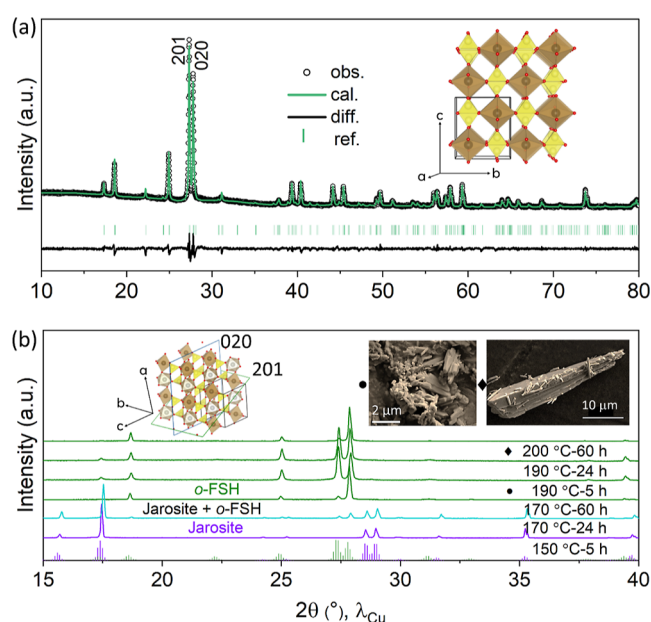 (a)
201
020
obs.
cal.
diff.
ref.
c
a
b
Intensity (a.u.)
10 20 30 40 50 60 70 80
(b)
020
201
a
b
c
2 μm
10 μm
Intensity (a.u.)
200 °C-60 h
190 °C-24 h
o-FSH
190 °C-5 h
Jarosite + o-FSH
170 °C-60 h
Jarosite
170 °C-24 h
150 °C-5 h
15 20 25 30 35 40
2θ (°), λCu